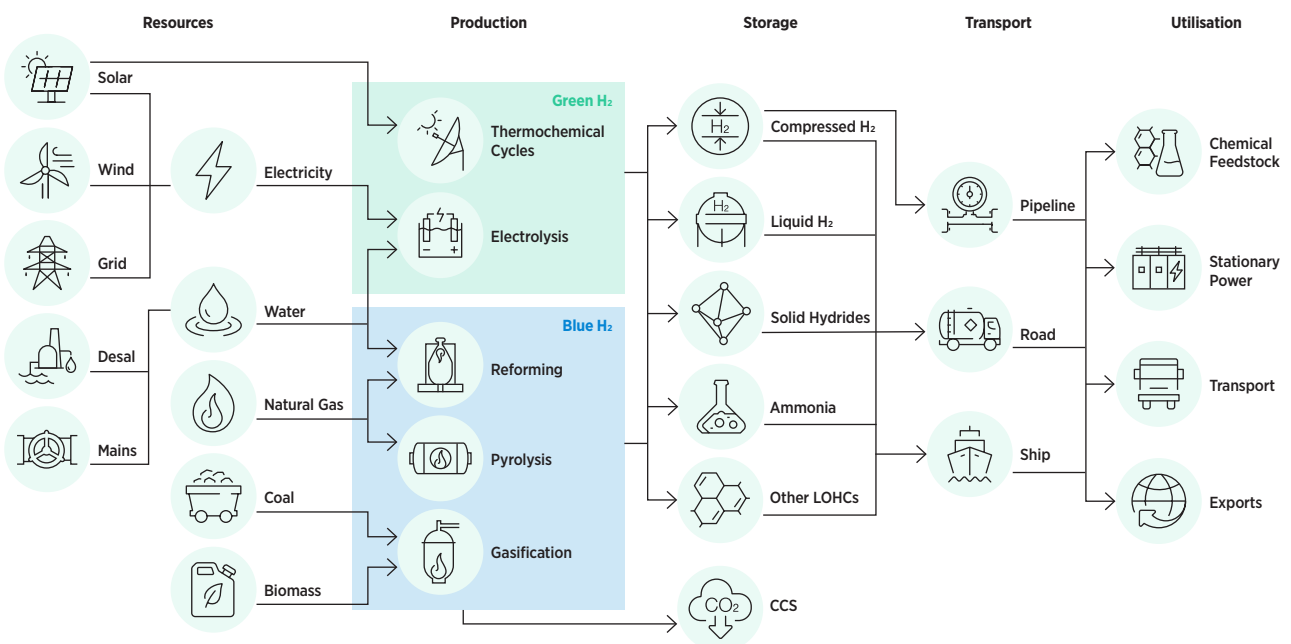 Resources
Production
Storage
Transport
Utilisation
Solar
Wind
Grid
Desal
Mains
Electricity
Water
Natural Gas
Coal
Biomass
Green H₂
Thermochemical
Cycles
Electrolysis
Blue H₂
Reforming
Pyrolysis
Gasification
H₂
Compressed H₂
H₂
Liquid H₂
Solid Hydrides
Ammonia
Other LOHCs
CO₂
CCS
Pipeline
Road
Ship
Chemical
Feedstock
Stationary
Power
Transport
Exports